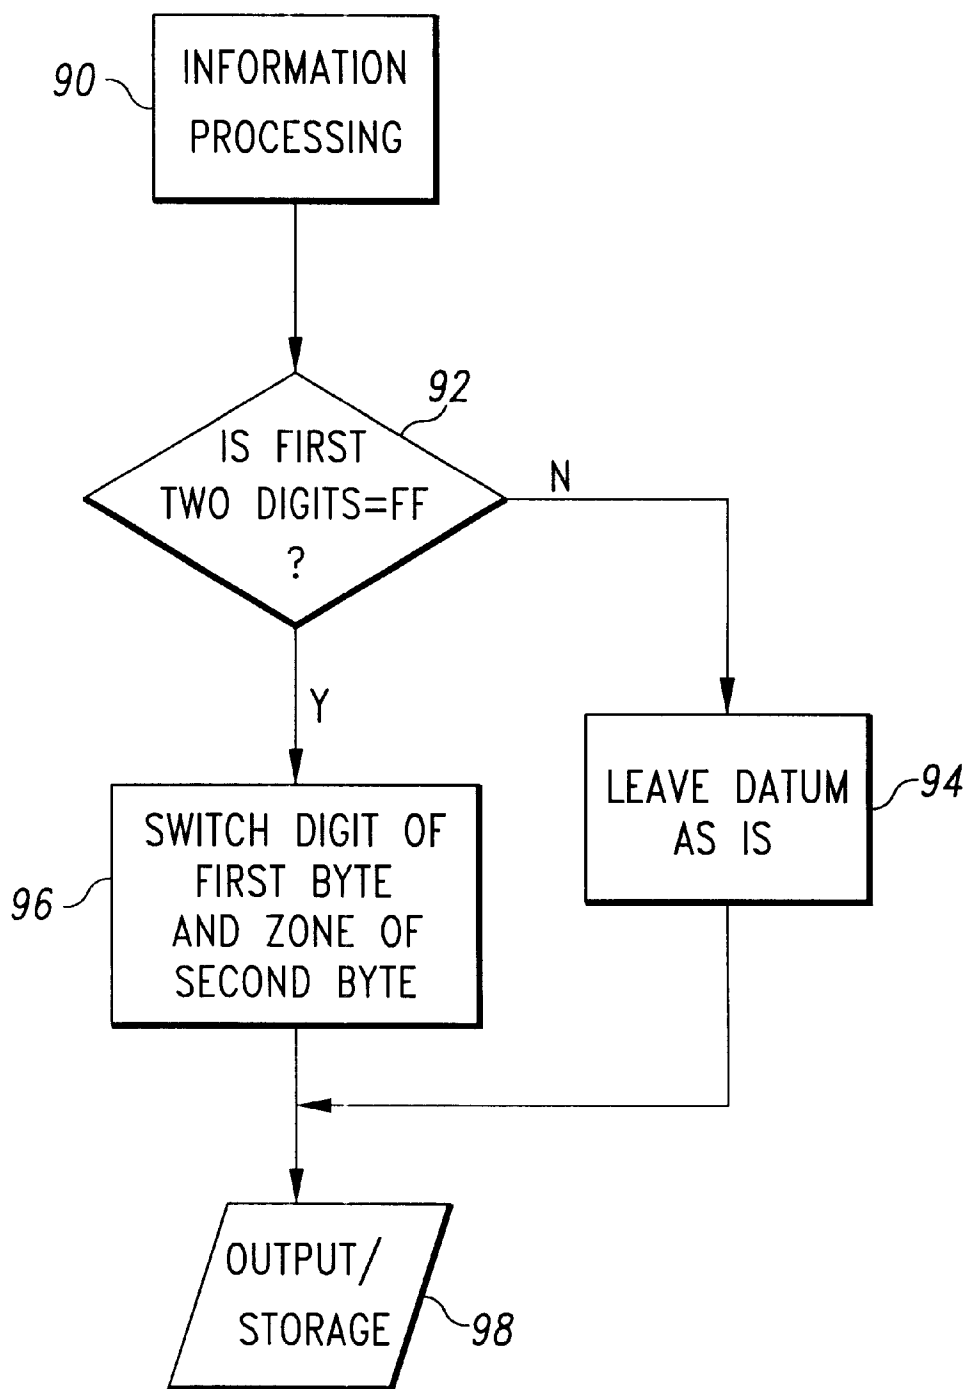 INFORMATION
PROCESSING
90
92
IS FIRST
TWO DIGITS=FF
?
N
Y
LEAVE DATUM
AS IS
94
SWITCH DIGIT OF
FIRST BYTE
AND ZONE OF
SECOND BYTE
96
OUTPUT/
STORAGE
98